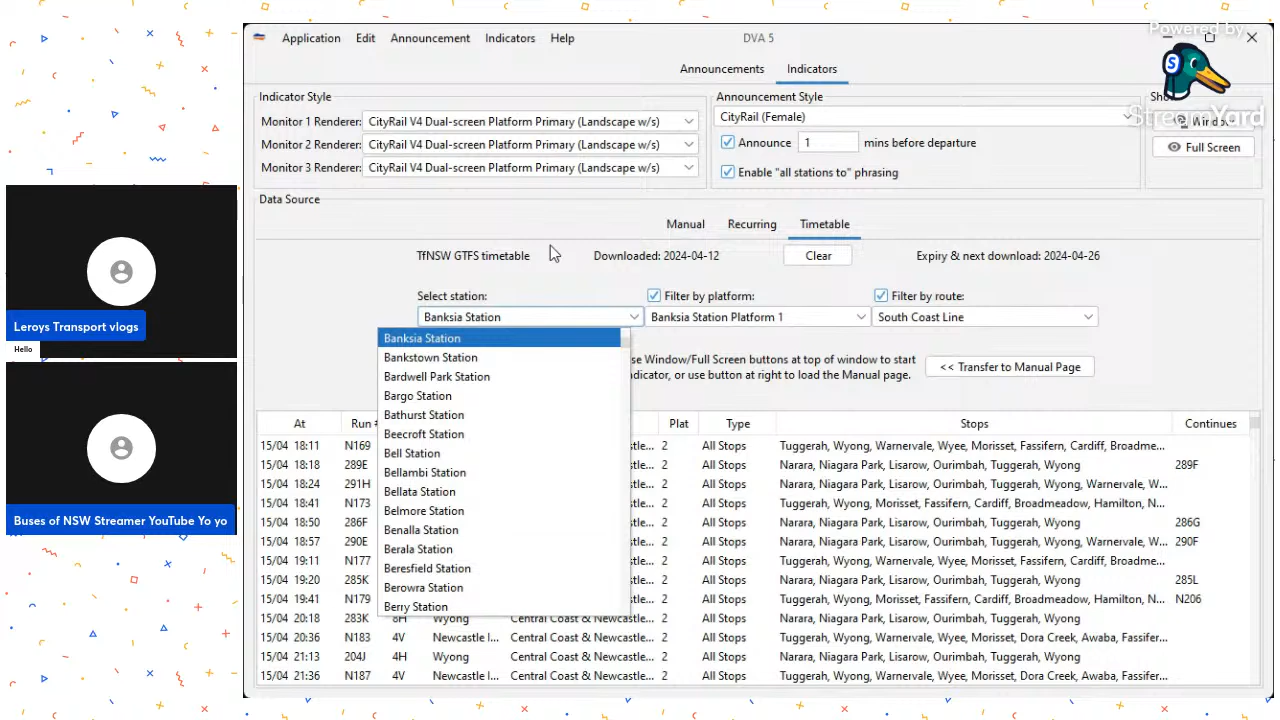 Powered by
StreamYard
Application Edit Announcement Indicators Help
DVA 5
Announcements Indicators
Indicator Style
Monitor 1 Renderer: CityRail V4 Dual-screen Platform Primary (Landscape w/s)
Monitor 2 Renderer: CityRail V4 Dual-screen Platform Primary (Landscape w/s)
Monitor 3 Renderer: CityRail V4 Dual-screen Platform Primary (Landscape w/s)
Announcement Style
CityRail (Female)
Announce 1 mins before departure
Enable "all stations to" phrasing
Window
Full Screen
Data Source
Manual Recurring Timetable
TfNSW GTFS timetable Downloaded: 2024-04-12 Clear Expiry & next download: 2024-04-26
Select station: Filter by platform: Filter by route:
Banksia Station Banksia Station Platform 1 South Coast Line
Banksia Station
Bankstown Station
Bardwell Park Station
Bargo Station
Bathurst Station
Beecroft Station
Bell Station
Bellambi Station
Bellata Station
Belmore Station
Benalla Station
Berala Station
Beresfield Station
Berowra Station
Berry Station
Window/Full Screen buttons at top of window to start
or use button at right to load the Manual page.
<< Transfer to Manual Page
At Run Plat Type Stops Continues
15/04 18:11 N169 2 All Stops Tuggerah, Wyong, Warnervale, Wyee, Morisset, Fassifern, Cardiff, Broadme...
15/04 18:18 289E 2 All Stops Narara, Niagara Park, Lisarow, Ourimbah, Tuggerah, Wyong 289F
15/04 18:24 291H 2 All Stops Narara, Niagara Park, Lisarow, Ourimbah, Tuggerah, Wyong, Warnervale, W...
15/04 18:41 N173 2 All Stops Tuggerah, Wyong, Morisset, Fassifern, Cardiff, Broadmeadow, Hamilton, N...
15/04 18:50 286F 2 All Stops Narara, Niagara Park, Lisarow, Ourimbah, Tuggerah, Wyong 286G
15/04 18:57 290E 2 All Stops Narara, Niagara Park, Lisarow, Ourimbah, Tuggerah, Wyong, Warnervale, W... 290F
15/04 19:11 N177 2 All Stops Tuggerah, Wyong, Warnervale, Wyee, Morisset, Fassifern, Cardiff, Broadme...
15/04 19:20 285K 2 All Stops Narara, Niagara Park, Lisarow, Ourimbah, Tuggerah, Wyong 285L
15/04 19:41 N179 2 All Stops Tuggerah, Wyong, Morisset, Fassifern, Cardiff, Broadmeadow, Hamilton, N... N206
15/04 20:18 283K 8H Wyong Central Coast & Newcastle... 2 All Stops Narara, Niagara Park, Lisarow, Ourimbah, Tuggerah, Wyong
15/04 20:36 N183 4V Newcastle I... Central Coast & Newcastle... 2 All Stops Tuggerah, Wyong, Warnervale, Wyee, Morisset, Dora Creek, Awaba, Fassifer...
15/04 21:13 204J 4H Wyong Central Coast & Newcastle... 2 All Stops Narara, Niagara Park, Lisarow, Ourimbah, Tuggerah, Wyong
15/04 21:36 N187 4V Newcastle I... Central Coast & Newcastle... 2 All Stops Tuggerah, Wyong, Warnervale, Wyee, Morisset, Fassifern, Cardiff, Broadme...
Leroys Transport vlogs
Hello
Buses of NSW Streamer YouTube Yo yo